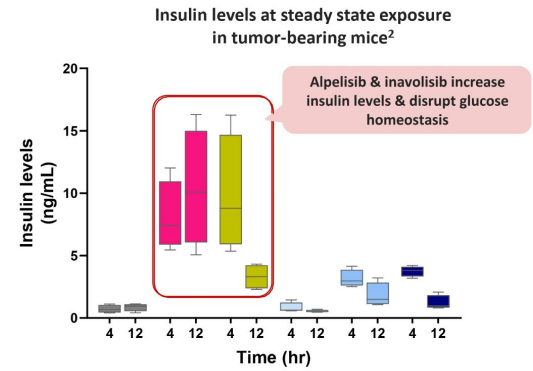 Insulin levels at steady state exposure
in tumor-bearing mice²
Alpelisib & inavolisib increase
insulin levels & disrupt glucose
homeostasis
Insulin levels
(ng/mL)
20
15
10
5
0
4 12 4 12 4 12 4 12 4 12
Time (hr)